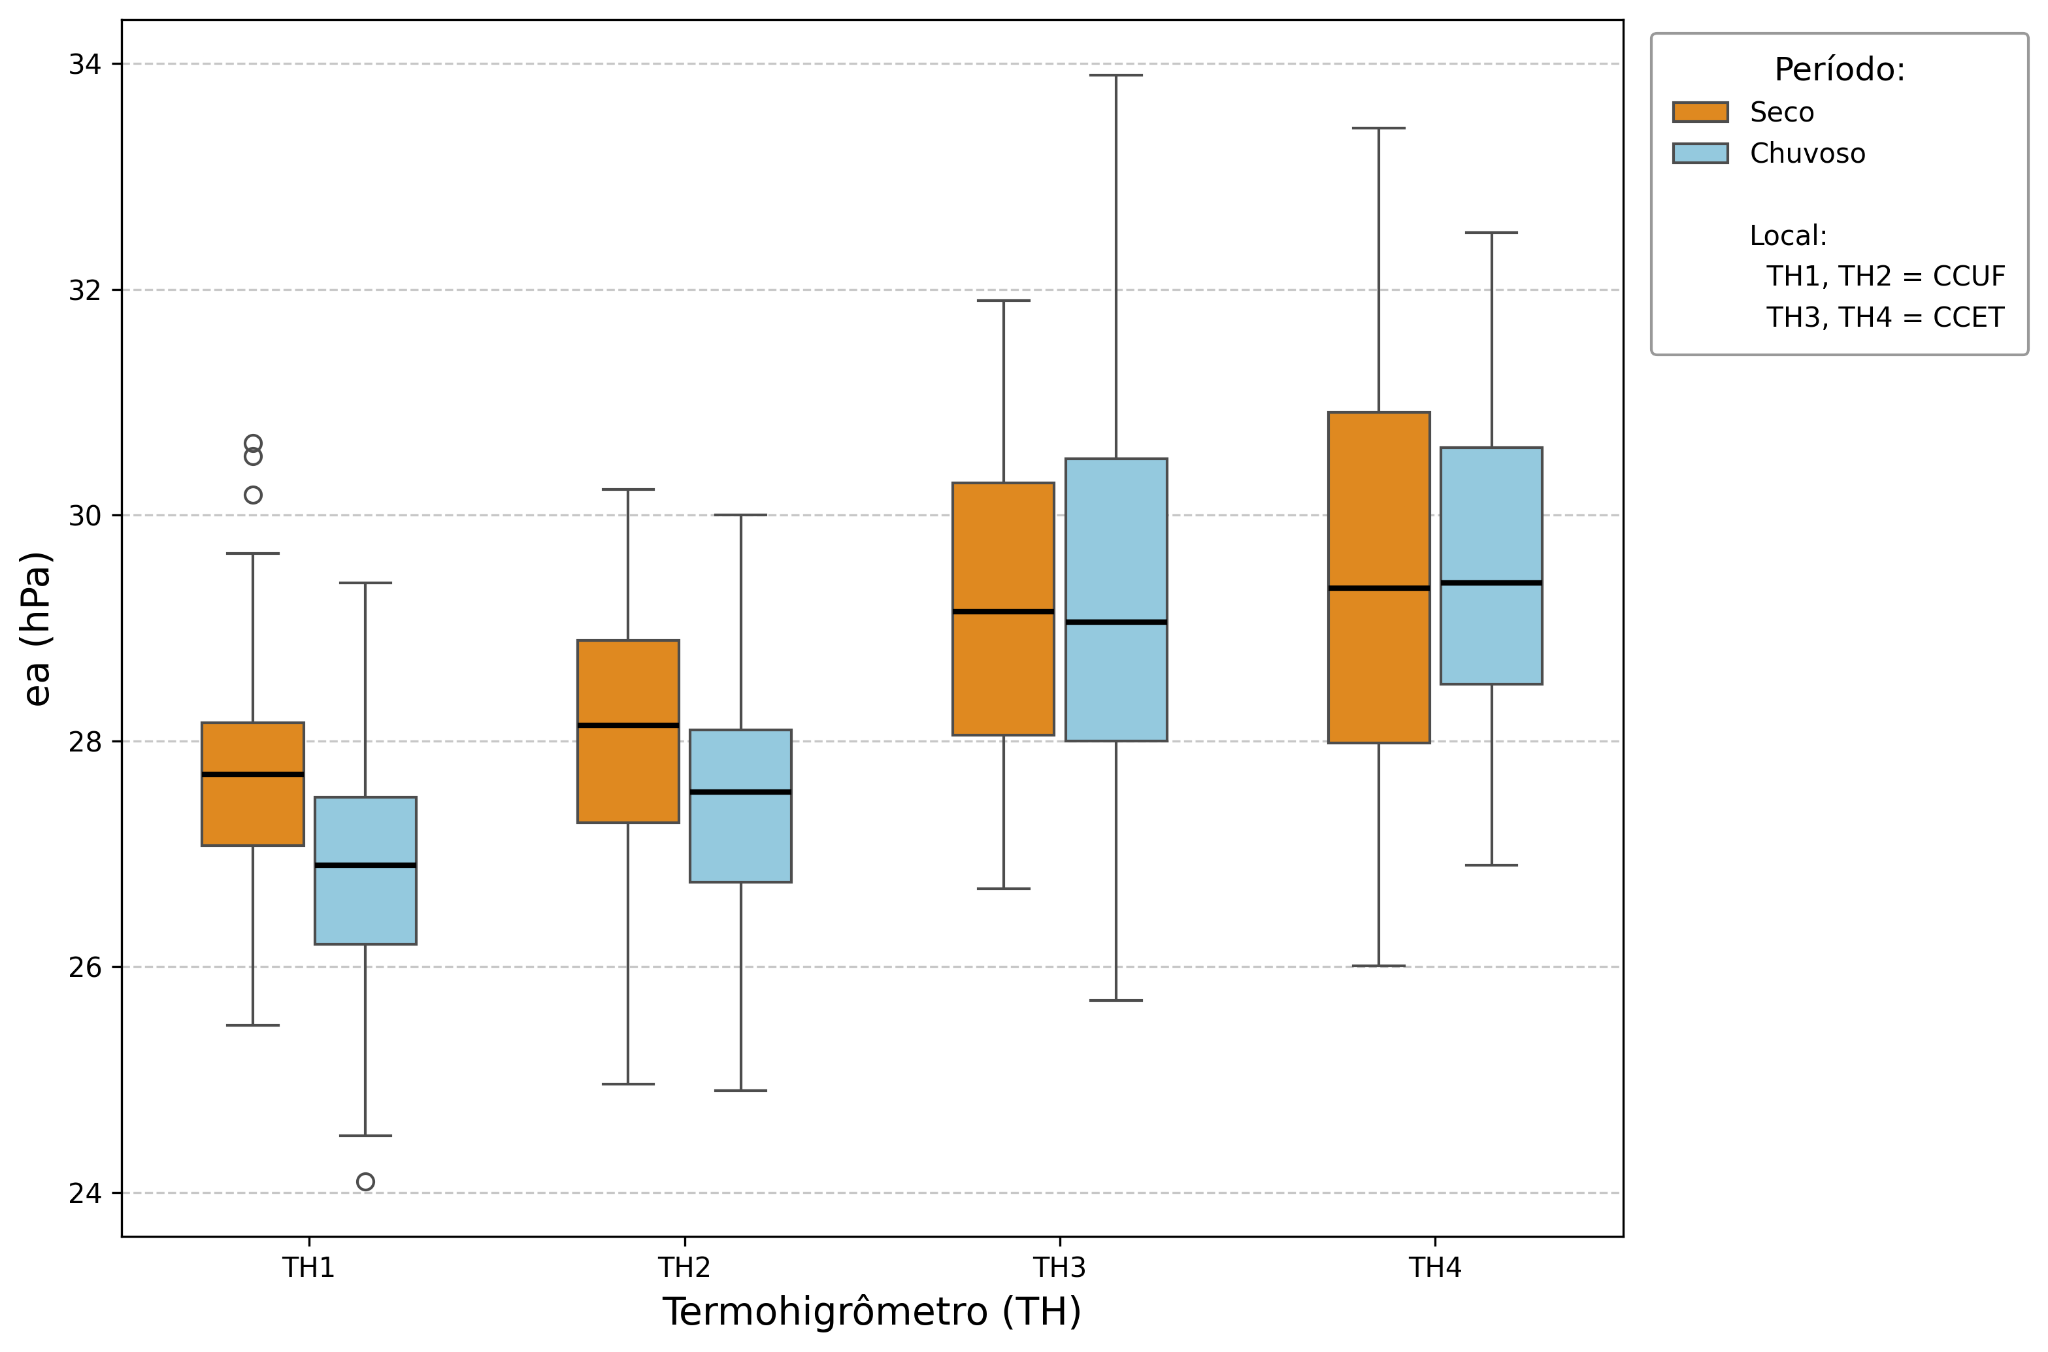 34
32
30
28
26
24
ea (hPa)
TH1
TH2
TH3
TH4
Termohigrômetro (TH)
Período:
Seco
Chuvoso
Local:
TH1, TH2 = CCUF
TH3, TH4 = CCET